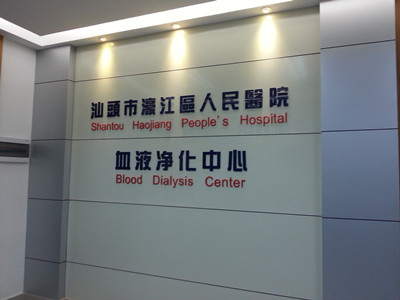 汕頭市濠江區人民醫院
Shantou Haojiang People's Hospital
血液净化中心
Blood Dialysis Center